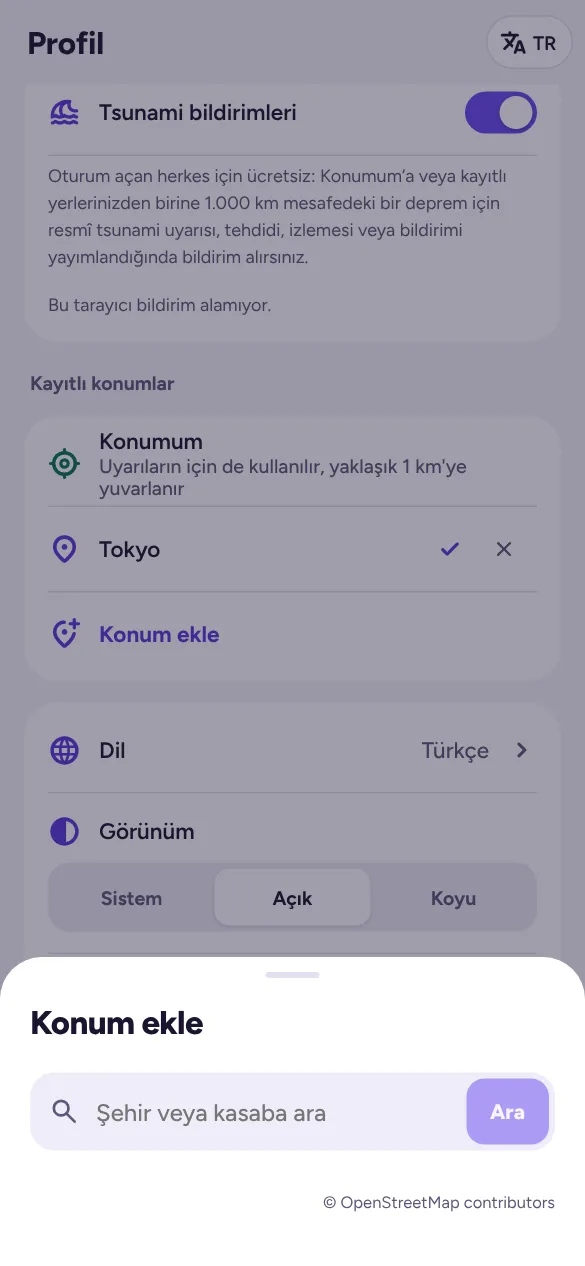 Profil
TR
Tsunami bildirimleri
Oturum açan herkes için ücretsiz: Konumum’a veya kayıtlı
yerlerinizden birine 1.000 km mesafedeki bir deprem için
resmî tsunami uyarısı, tehdidi, izlemesi veya bildirimi
yayımlandığında bildirim alırsınız.
Bu tarayıcı bildirim alamıyor.
Kayıtlı konumlar
Konumum
Uyarıların için de kullanılır, yaklaşık 1 km'ye
yuvarlanır
Tokyo
Konum ekle
Dil
Türkçe
Görünüm
Sistem
Açık
Koyu
Konum ekle
Şehir veya kasaba ara
Ara
© OpenStreetMap contributors